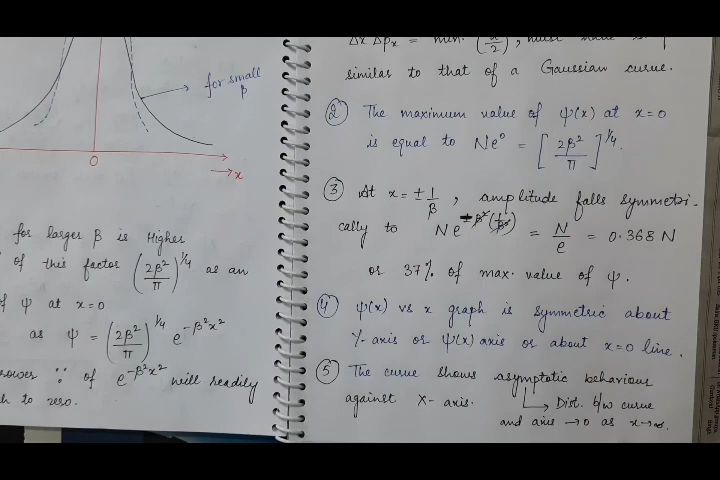 for small
β
0
→ x
for larger β is Higher
of this factor (2β²/π)^1/4 as an
of ψ at x=0
as ψ = (2β²/π)^1/4 e^-β²x²
∵ of e^-β²x² will readily
to zero.
Δx Δpx = min.
similar to that of a Gaussian curve.
② The maximum value of ψ(x) at x=0
is equal to Ne⁰ = [2β²/π]^1/4.
③ At x = ±1/β, amplitude falls symmetri-
cally to N e^±β²(1/β²) = N/e = 0.368 N
or 37% of max. value of ψ.
④ ψ(x) vs x graph is symmetric about
Y-axis or ψ(x) axis or about x=0 line.
⑤ The curve shows asymptotic behaviour
against X-axis. ↳ Dist. b/w curve
and axis → 0 as x→∞.